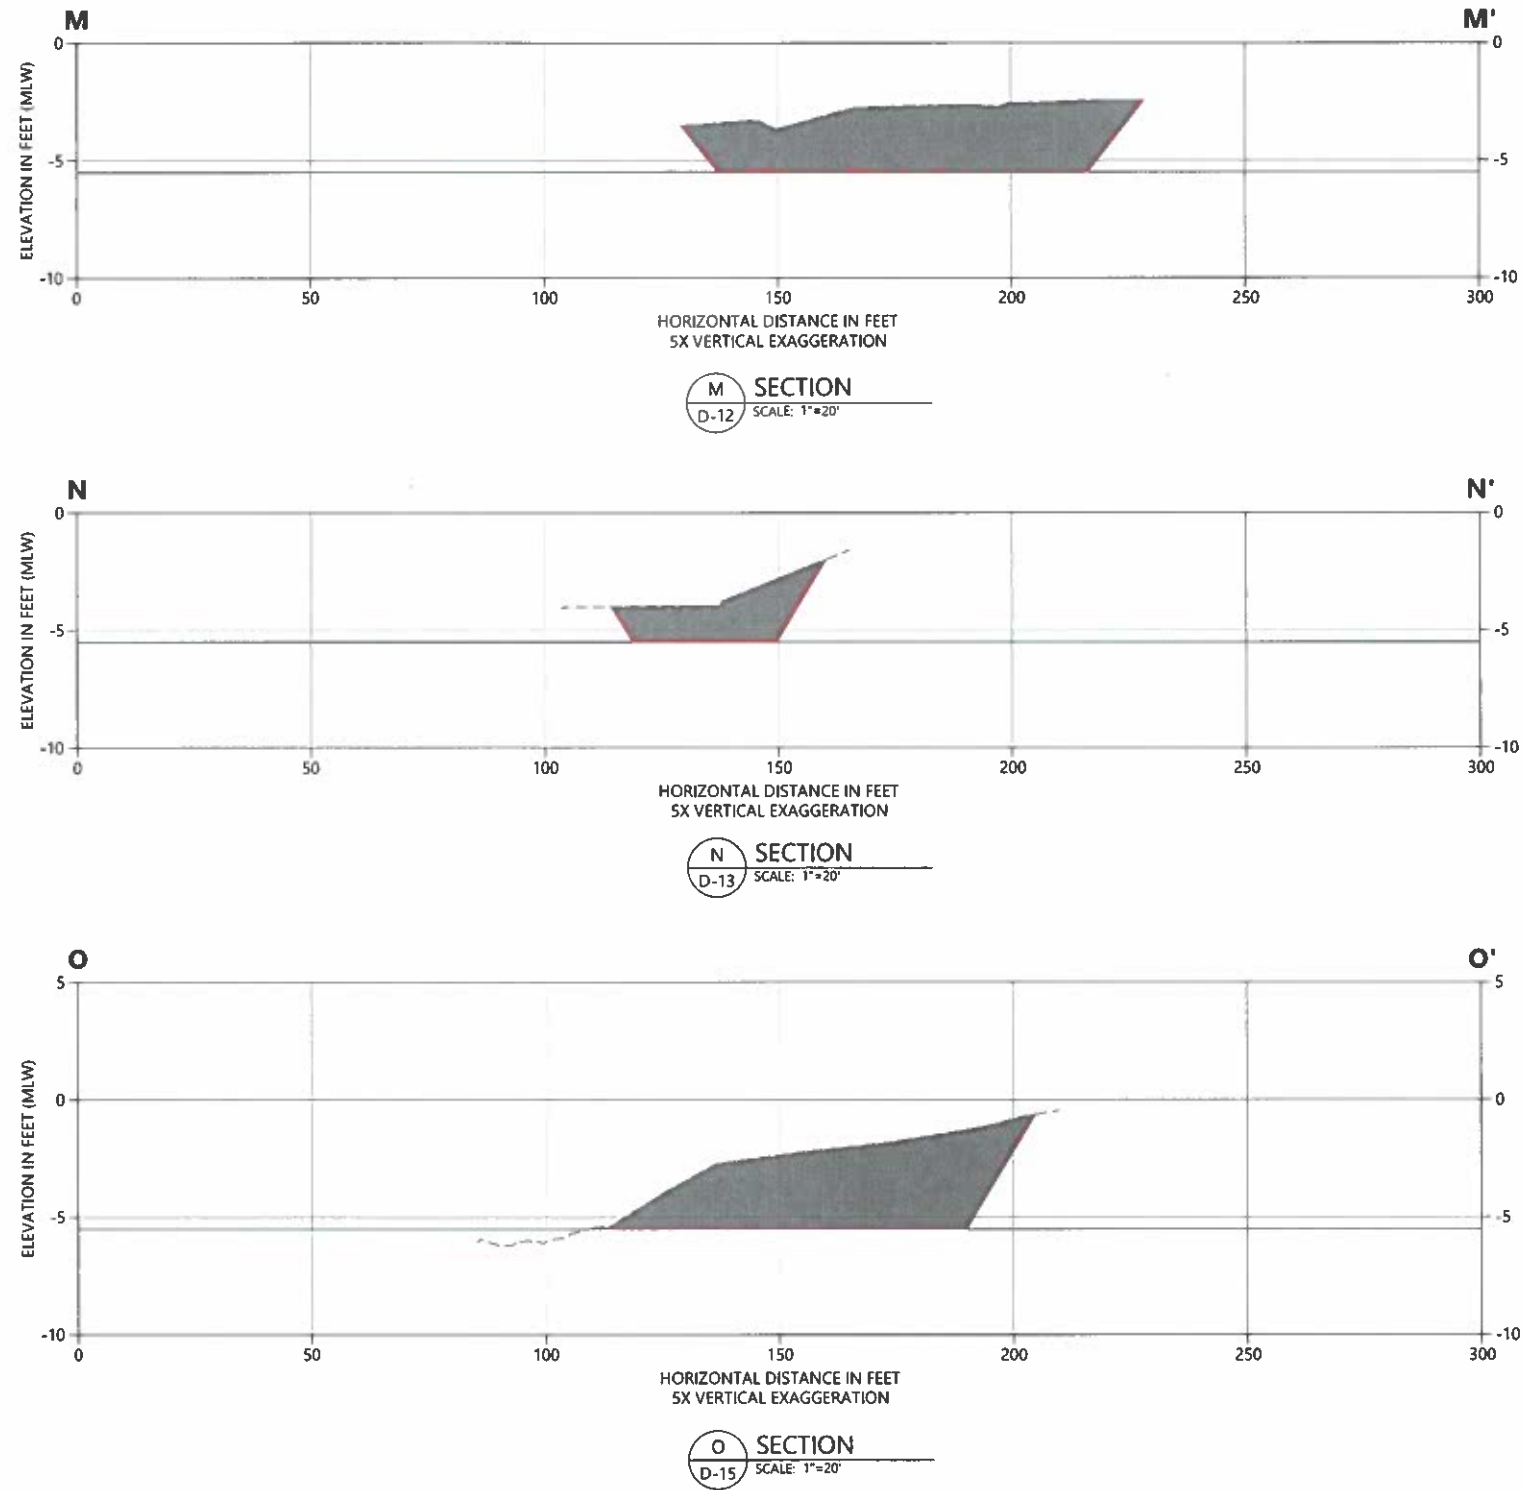 M M'
ELEVATION IN FEET (MLW)
0 0
-5 -5
-10 -10
0 50 100 150 200 250 300
HORIZONTAL DISTANCE IN FEET
5X VERTICAL EXAGGERATION
M SECTION
D-12 SCALE: 1"=20'
N N'
ELEVATION IN FEET (MLW)
0 0
-5 -5
-10 -10
0 50 100 150 200 250 300
HORIZONTAL DISTANCE IN FEET
5X VERTICAL EXAGGERATION
N SECTION
D-13 SCALE: 1"=20'
O O'
ELEVATION IN FEET (MLW)
5 5
0 0
-5 -5
-10 -10
0 50 100 150 200 250 300
HORIZONTAL DISTANCE IN FEET
5X VERTICAL EXAGGERATION
O SECTION
D-15 SCALE: 1"=20'